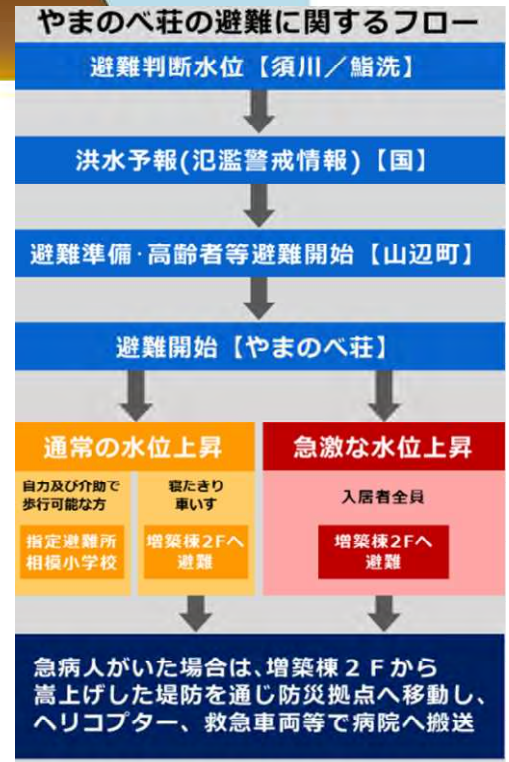 やまのべ荘の避難に関するフロー
避難判断水位【須川／鮨洗】
洪水予報(氾濫警戒情報)【国】
避難準備・高齢者等避難開始【山辺町】
避難開始【やまのべ荘】
通常の水位上昇
自力及び介助で
歩行可能な方
指定避難所
相模小学校
寝たきり
車いす
増築棟2Fへ
避難
急激な水位上昇
入居者全員
増築棟2Fへ
避難
急病人がいた場合は、増築棟２Ｆから
嵩上げした堤防を通じ防災拠点へ移動し、
ヘリコプター、救急車両等で病院へ搬送